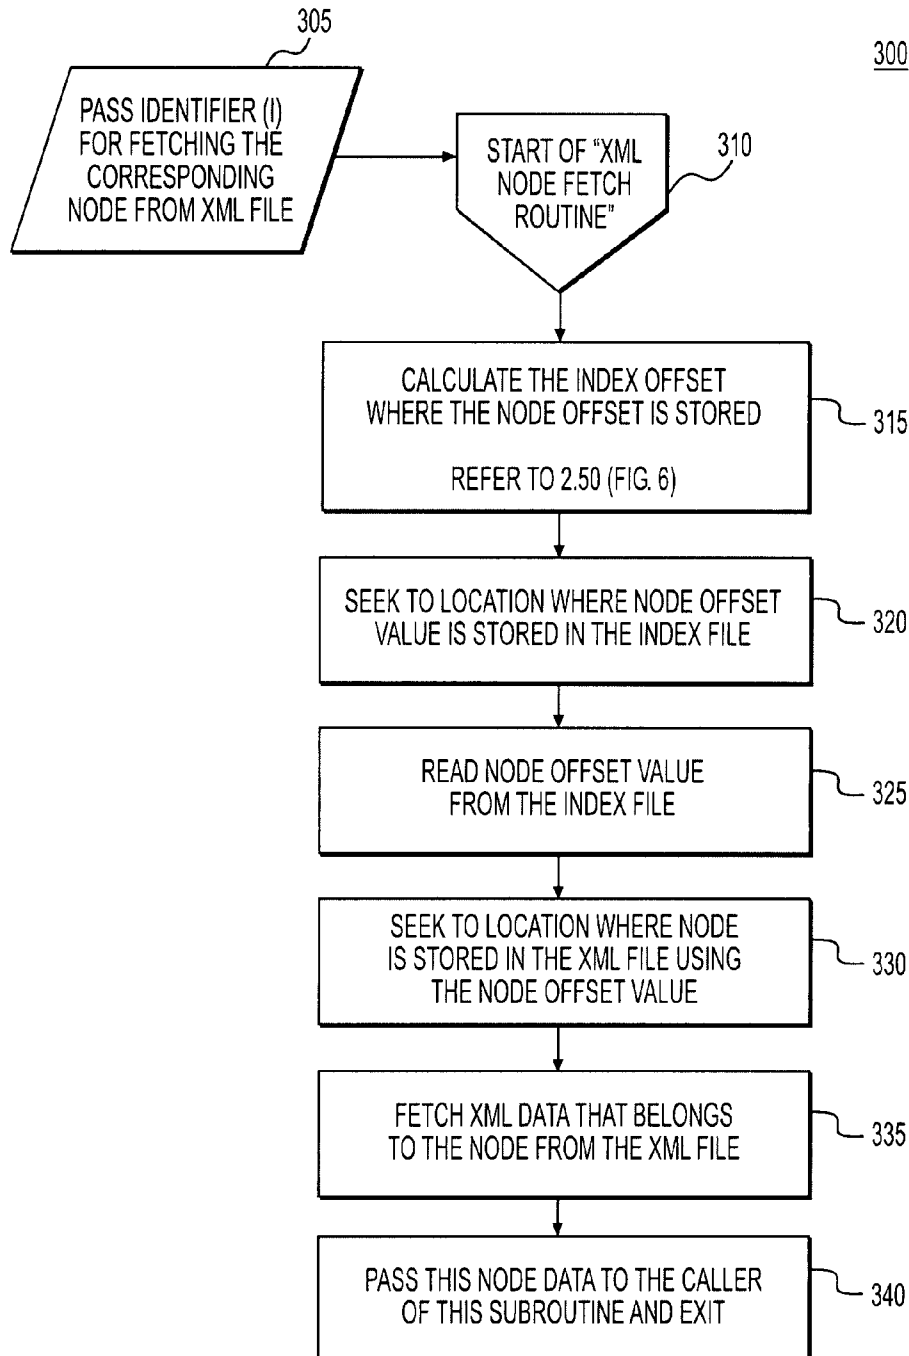 305
300
PASS IDENTIFIER (I)
FOR FETCHING THE
CORRESPONDING
NODE FROM XML FILE
START OF "XML
NODE FETCH
ROUTINE"
310
CALCULATE THE INDEX OFFSET
WHERE THE NODE OFFSET IS STORED
REFER TO 2.50 (FIG. 6)
315
SEEK TO LOCATION WHERE NODE OFFSET
VALUE IS STORED IN THE INDEX FILE
320
READ NODE OFFSET VALUE
FROM THE INDEX FILE
325
SEEK TO LOCATION WHERE NODE
IS STORED IN THE XML FILE USING
THE NODE OFFSET VALUE
330
FETCH XML DATA THAT BELONGS
TO THE NODE FROM THE XML FILE
335
PASS THIS NODE DATA TO THE CALLER
OF THIS SUBROUTINE AND EXIT
340